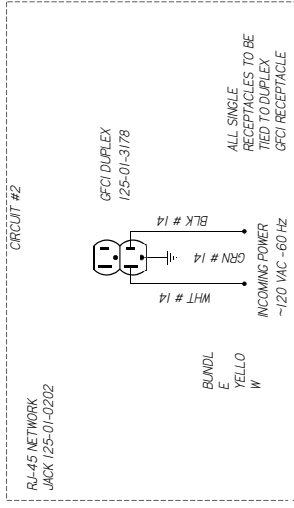 CIRCUIT #2
RJ-45 NETWORK
JACK 125-01-0202
GFCI DUPLEX
125-01-3178
WHT # 14
GRN # 14
BLK # 14
BUNDL
E
YELLO
W
INCOMING POWER
~120 VAC - 60 Hz
ALL SINGLE
RECEPTACLES TO BE
TIED TO DUPLEX
GFCI RECEPTACLE